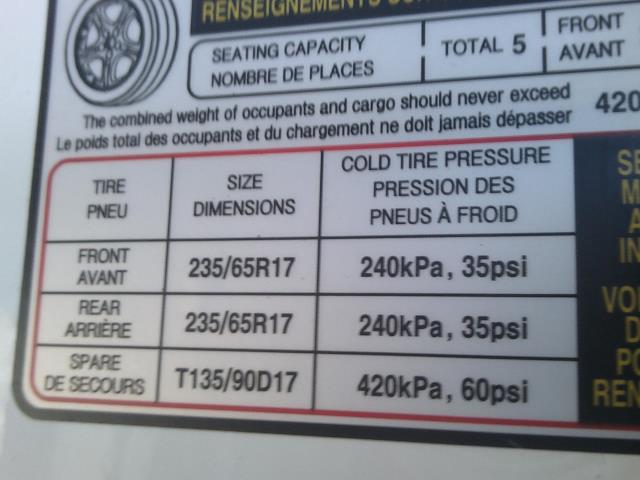 RENSEIGNEMENTS
SEATING CAPACITY
NOMBRE DE PLACES
TOTAL 5
FRONT
AVANT
The combined weight of occupants and cargo should never exceed 420
Le poids total des occupants et du chargement ne doit jamais dépasser
TIRE
PNEU
SIZE
DIMENSIONS
COLD TIRE PRESSURE
PRESSION DES
PNEUS À FROID
FRONT
AVANT
235/65R17
240kPa, 35psi
REAR
ARRIÈRE
235/65R17
240kPa, 35psi
SPARE
DE SECOURS
T135/90D17
420kPa, 60psi